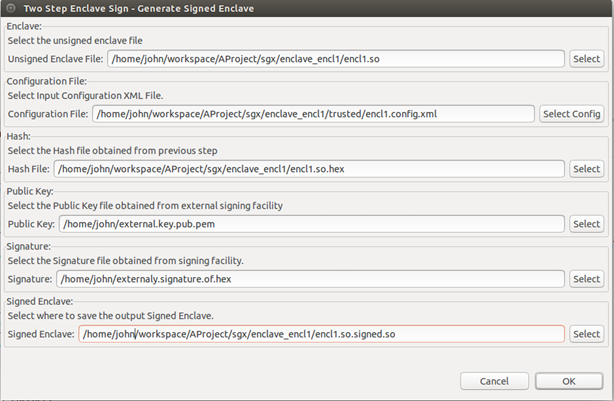 Two Step Enclave Sign - Generate Signed Enclave
Enclave:
Select the unsigned enclave file
Unsigned Enclave File: /home/john/workspace/AProject/sgx/enclave_encl1/encl1.so Select
Configuration File:
Select Input Configuration XML File.
Configuration File: /home/john/workspace/AProject/sgx/enclave_encl1/trusted/encl1.config.xml Select Config
Hash:
Select the Hash file obtained from previous step
Hash File: /home/john/workspace/AProject/sgx/enclave_encl1/encl1.so.hex Select
Public Key:
Select the Public Key file obtained from external signing facility
Public Key: /home/john/external.key.pub.pem Select
Signature:
Select the Signature file obtained from signing facility.
Signature: /home/john/externaly.signature.of.hex Select
Signed Enclave:
Select where to save the output Signed Enclave.
Signed Enclave: /home/john/workspace/AProject/sgx/enclave_encl1/encl1.so.signed.so Select
Cancel OK